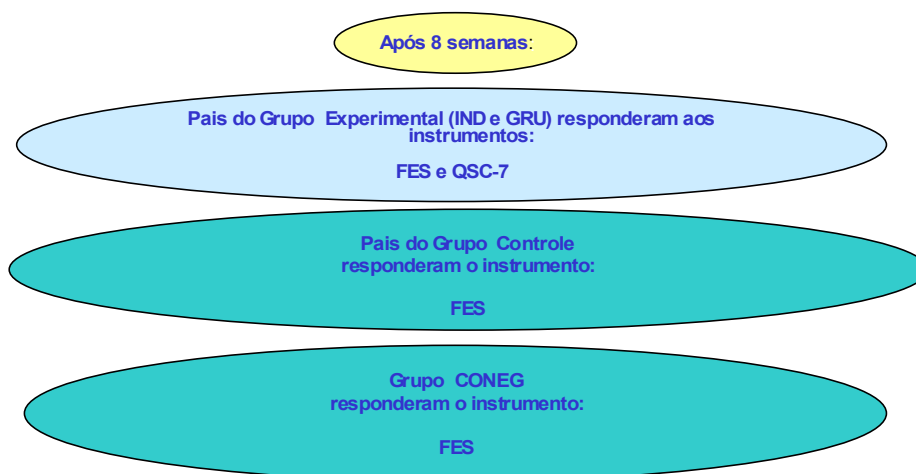 Após 8 semanas:
Pais do Grupo Experimental (IND e GRU) responderam aos
instrumentos:
FES e QSC-7
Pais do Grupo Controle
responderam o instrumento:
FES
Grupo CONEG
responderam o instrumento:
FES